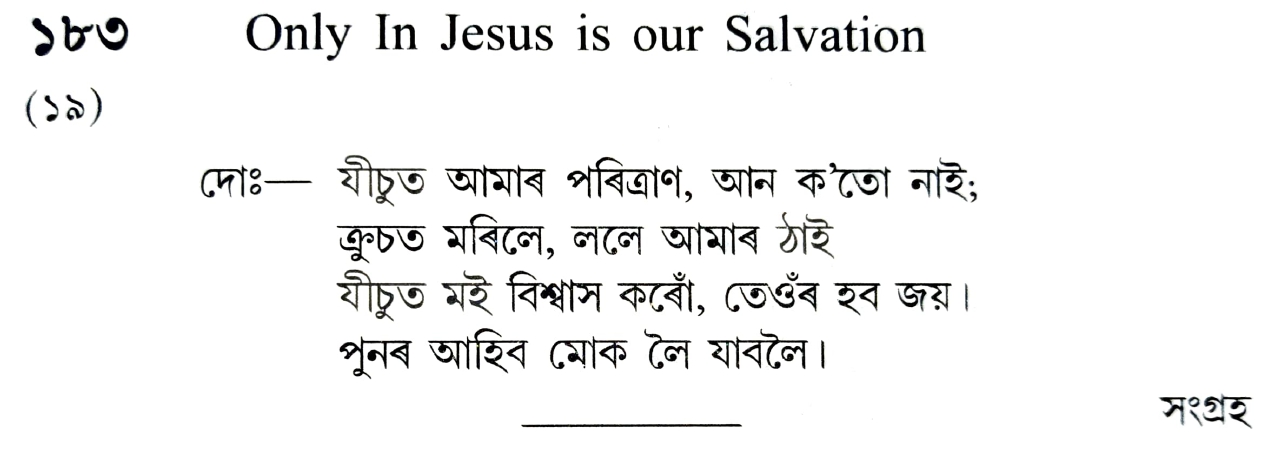 ১৮৩ Only In Jesus is our Salvation
(১৯)
দোঃ— যীচুত আমাৰ পৰিত্ৰাণ, আন ক'তো নাই;
ক্ৰুচত মৰিলে, ললে আমাৰ ঠাই
যীচুত মই বিশ্বাস কৰোঁ, তেওঁৰ হব জয়।
পুনৰ আহিব মোক লৈ যাবলৈ।
সংগ্ৰহ